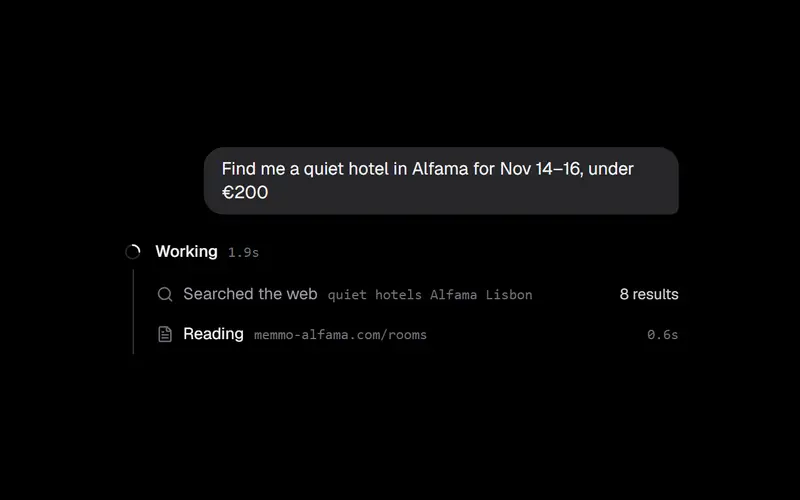 Find me a quiet hotel in Alfama for Nov 14–16, under
€200
Working 1.9s
Searched the web quiet hotels Alfama Lisbon 8 results
Reading memmo-alfama.com/rooms 0.6s